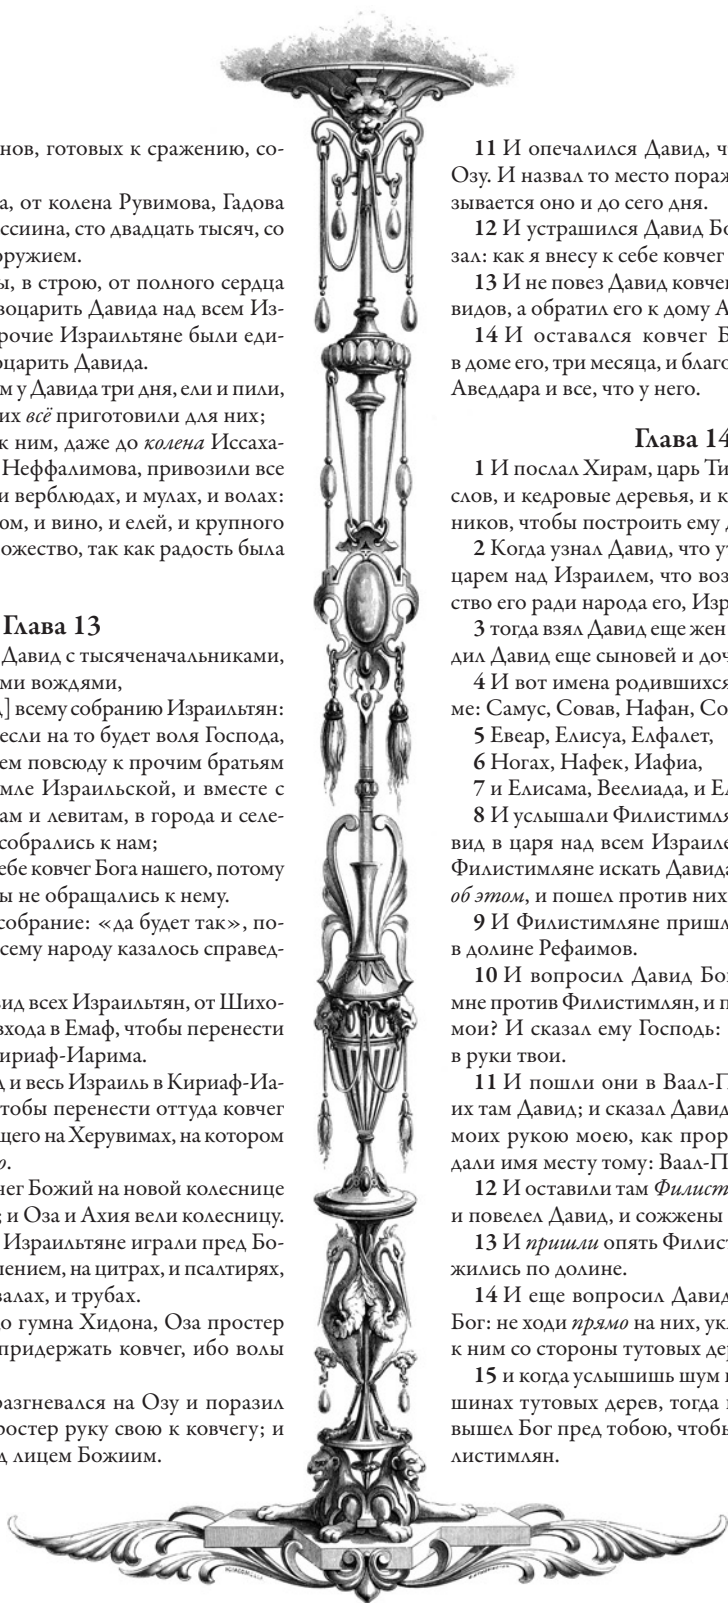 нов, готовых к сражению, со-
а, от колена Рувимова, Гадова
ссиина, сто двадцать тысяч, со
оружием.
ы, в строю, от полного сердца
воцарить Давида над всем Из-
рочие Израильтяне были еди-
оцарить Давида.
м у Давида три дня, ели и пили,
их всё приготовили для них;
к ним, даже до колена Иссаха-
Неффалимова, привозили все
и верблюдах, и мулах, и волах:
ом, и вино, и елей, и крупного
ожество, так как радость была
Глава 13
Давид с тысяченачальниками,
ми вождями,
д] всему собранию Израильтян:
если на то будет воля Господа,
ем повсюду к прочим братьям
мле Израильской, и вместе с
ам и левитам, в города и селе-
собрались к нам;
ебе ковчег Бога нашего, потому
ы не обращались к нему.
собрание: «да будет так», по-
сему народу казалось справед-
ид всех Израильтян, от Шихо-
входа в Емаф, чтобы перенести
ириаф-Иарима.
д и весь Израиль в Кириаф-Иа-
тобы перенести оттуда ковчег
щего на Херувимах, на котором
о.
чег Божий на новой колеснице
; и Оза и Ахия вели колесницу.
Израильтяне играли пред Бо-
лением, на цитрах, и псалтирях,
валах, и трубах.
о гумна Хидона, Оза простер
придержать ковчег, ибо волы
разгневался на Озу и поразил
ростер руку свою к ковчегу; и
д лицем Божиим.
11 И опечалился Давид, ч
Озу. И назвал то место пораж
зывается оно и до сего дня.
12 И устрашился Давид Бо
зал: как я внесу к себе ковчег
13 И не повез Давид ковчег
видов, а обратил его к дому А
14 И оставался ковчег Б
в доме его, три месяца, и благо
Аведдара и все, что у него.
Глава 14
1 И послал Хирам, царь Ти
слов, и кедровые деревья, и к
ников, чтобы построить ему д
2 Когда узнал Давид, что ут
царем над Израилем, что воз
ство его ради народа его, Изр
3 тогда взял Давид еще жен
дил Давид еще сыновей и доч
4 И вот имена родившихся
ме: Самус, Совав, Нафан, Со
5 Евеар, Елисуа, Елфалет,
6 Ногах, Нафек, Иафиа,
7 и Елисама, Веелиада, и Ел
8 И услышали Филистимля
вид в царя над всем Израиле
Филистимляне искать Давида
об этом, и пошел против них
9 И Филистимляне пришл
в долине Рефаимов.
10 И вопросил Давид Бог
мне против Филистимлян, и п
мои? И сказал ему Господь:
в руки твои.
11 И пошли они в Ваал-П
их там Давид; и сказал Давид
моих рукою моею, как прор
дали имя месту тому: Ваал-П
12 И оставили там Филист
и повелел Давид, и сожжены
13 И пришли опять Филист
жились по долине.
14 И еще вопросил Давид
Бог: не ходи прямо на них, укл
к ним со стороны тутовых дер
15 и когда услышишь шум
шинах тутовых дерев, тогда
вышел Бог пред тобою, чтобы
листимлян.